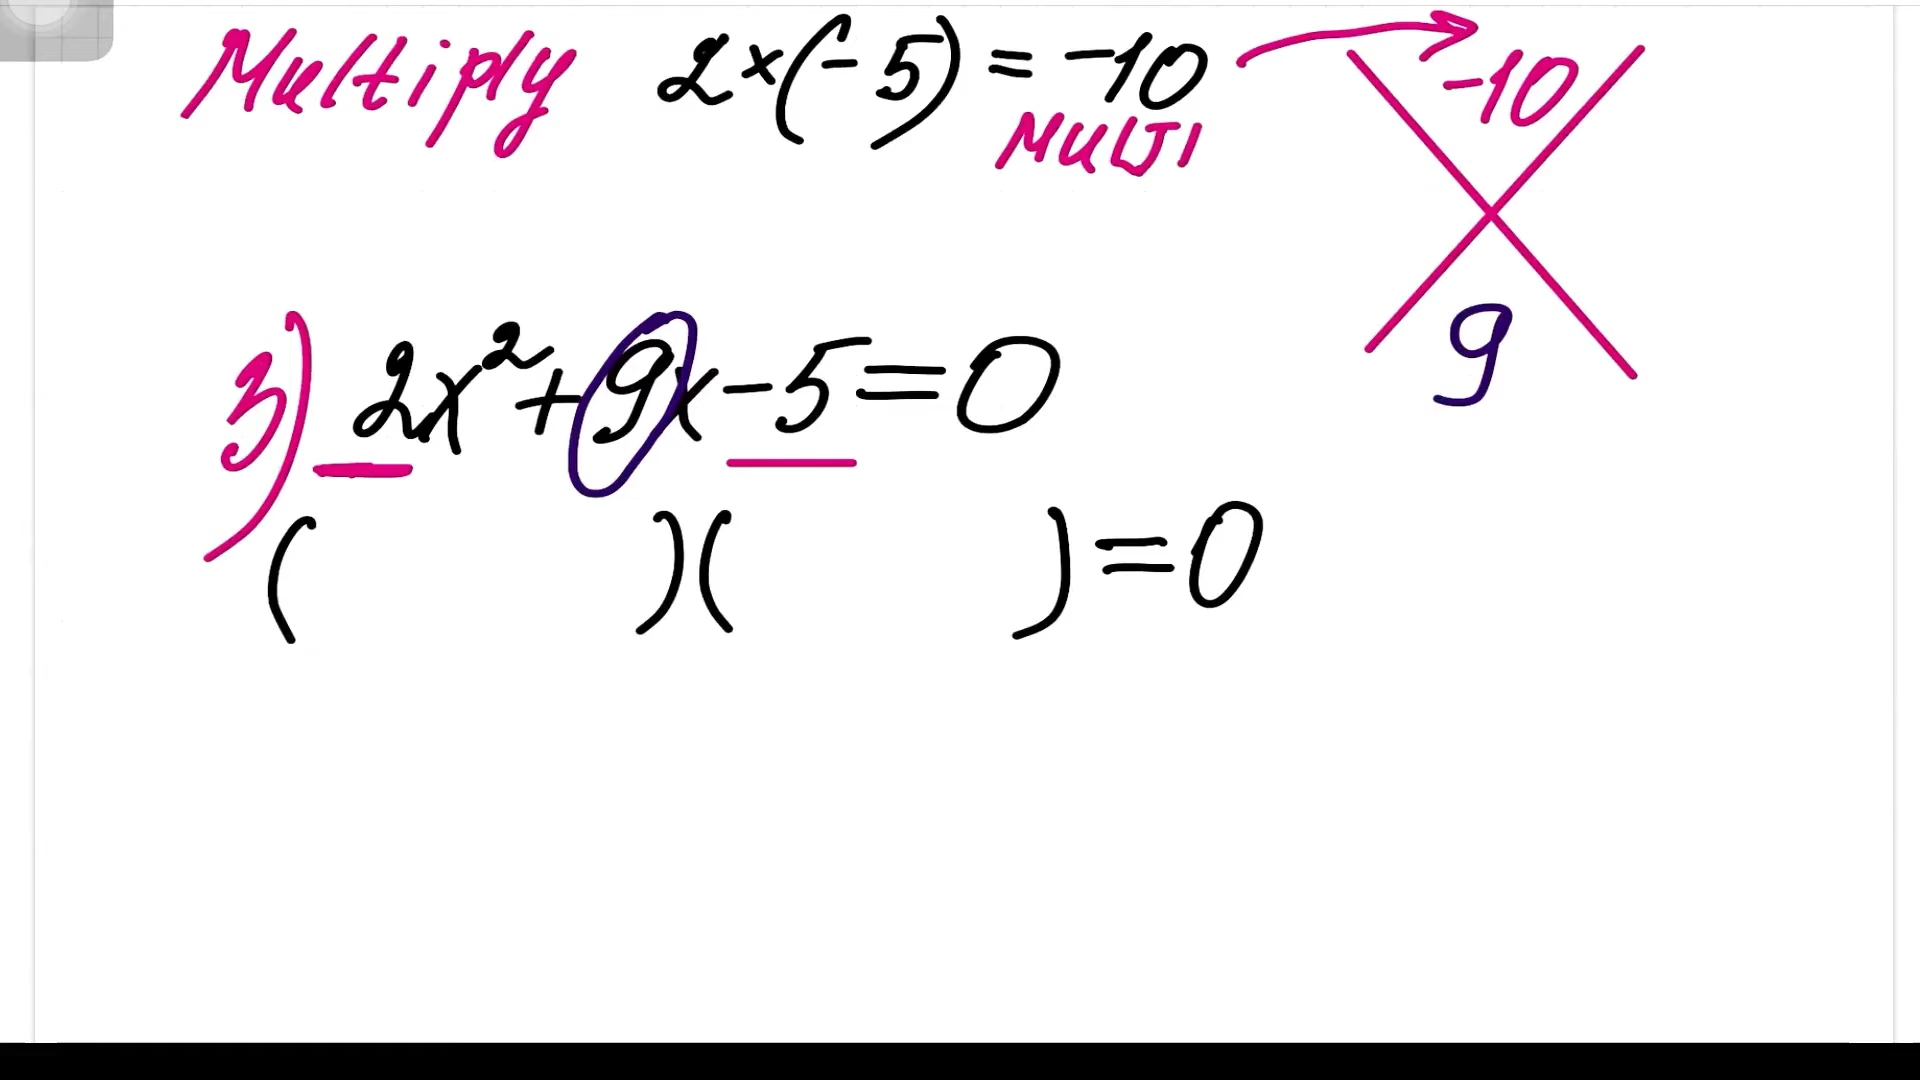 Multiply 2×(-5) = -10
-10
MULTI
9
3) 2x²+9x-5=0
( )( )=0